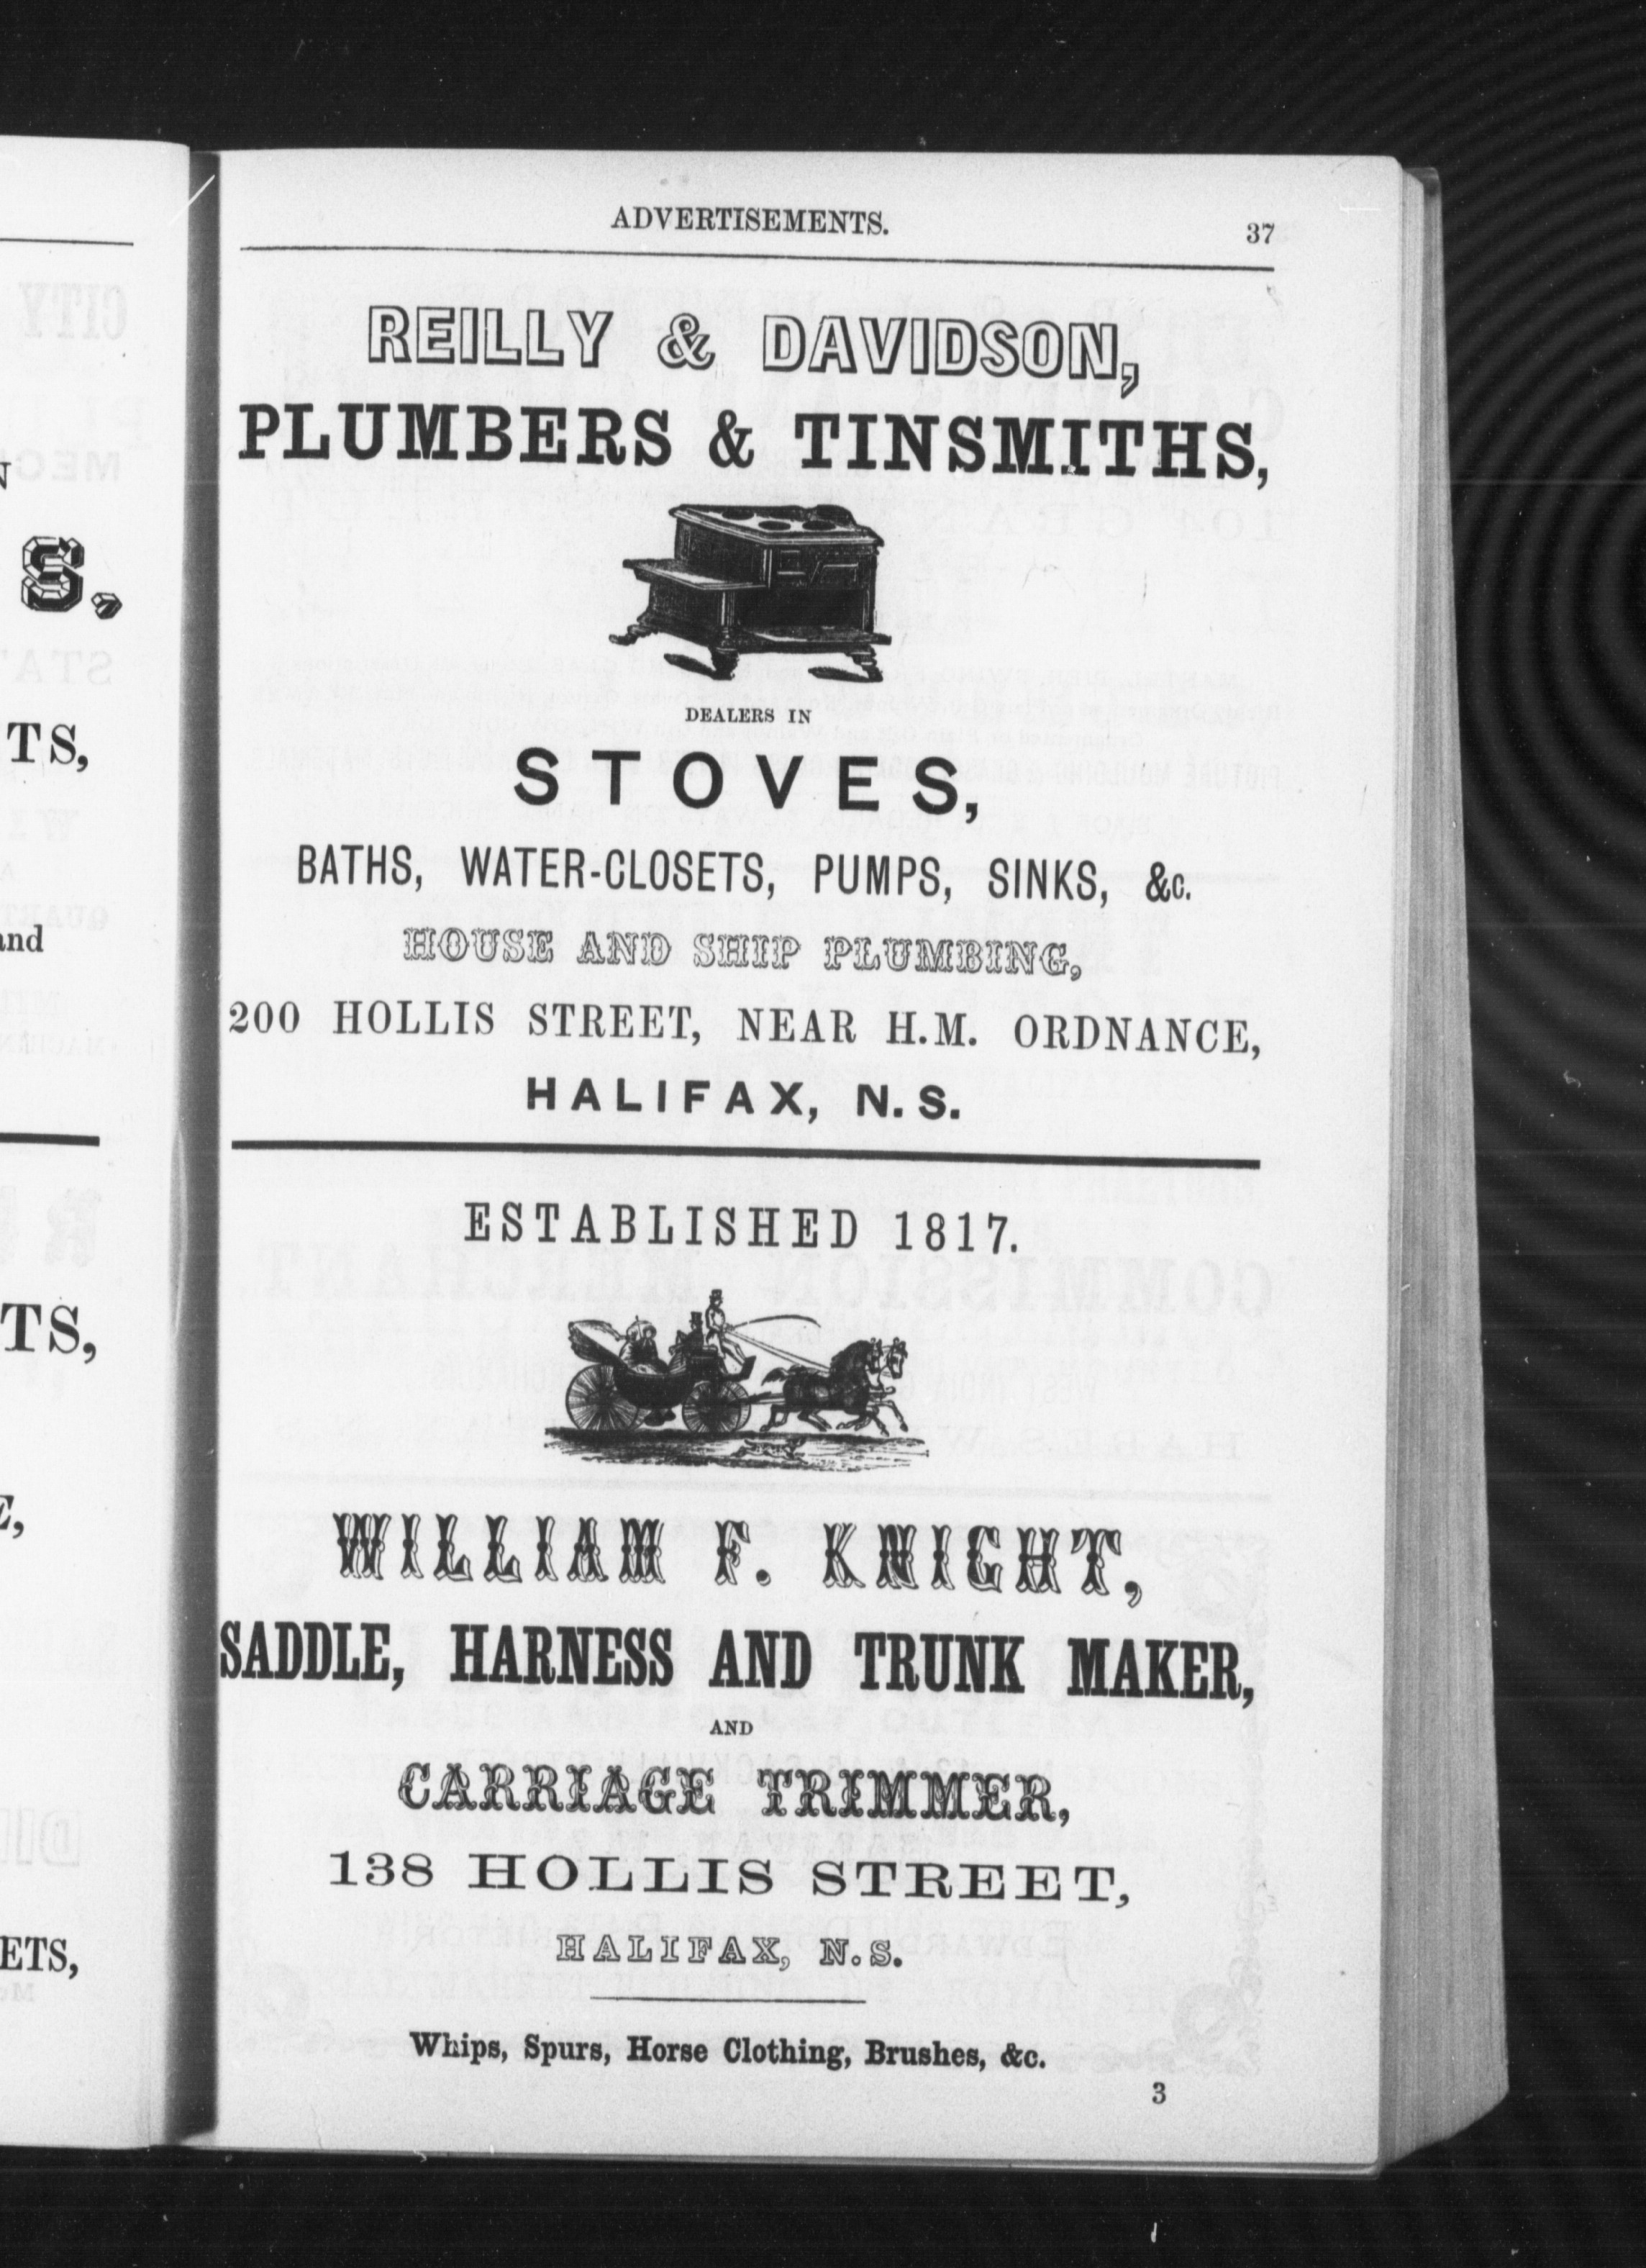 ADVERTISEMENTS. 37
REILLY & DAVIDSON,
PLUMBERS & TINSMITHS,
DEALERS IN
STOVES,
BATHS, WATER-CLOSETS, PUMPS, SINKS, &c.
HOUSE AND SHIP PLUMBING,
200 HOLLIS STREET, NEAR H.M. ORDNANCE,
HALIFAX, N.S.
ESTABLISHED 1817.
WILLIAM F. KNIGHT,
SADDLE, HARNESS AND TRUNK MAKER,
AND
CARRIAGE TRIMMER,
138 HOLLIS STREET,
HALIFAX, N.S.
Whips, Spurs, Horse Clothing, Brushes, &c.
3